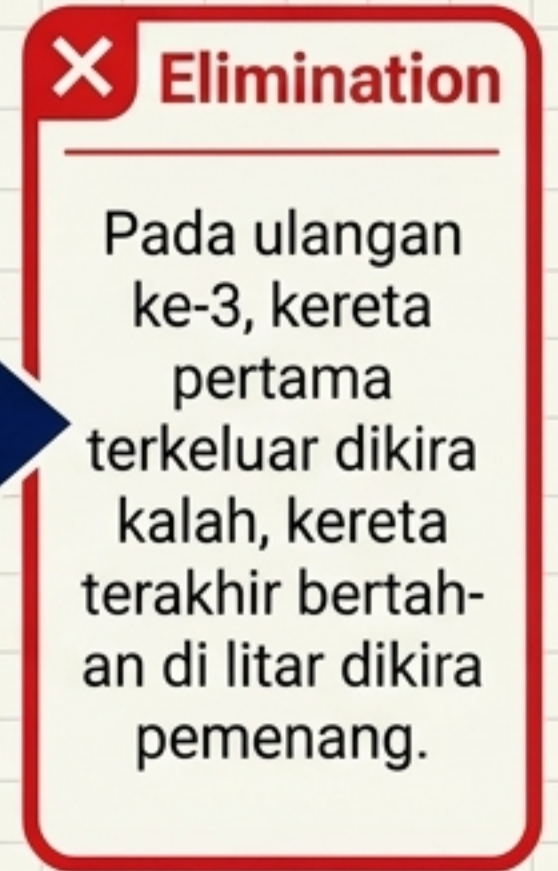 Elimination
Pada ulangan
ke-3, kereta
pertama
terkeluar dikira
kalah, kereta
terakhir bertah-
an di litar dikira
pemenang.